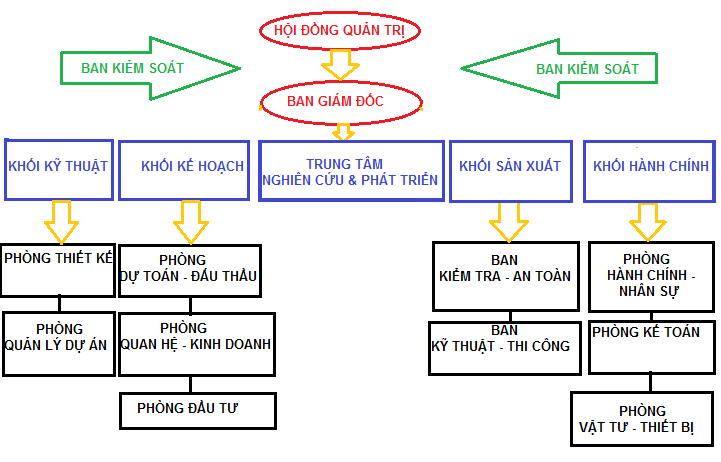 HỘI ĐỒNG QUẢN TRỊ
BAN KIỂM SOÁT
BAN KIỂM SOÁT
BAN GIÁM ĐỐC
KHỐI KỸ THUẬT
KHỐI KẾ HOẠCH
TRUNG TÂM
NGHIÊN CỨU & PHÁT TRIỂN
KHỐI SẢN XUẤT
KHỐI HÀNH CHÍNH
PHÒNG THIẾT KẾ
PHÒNG
DỰ TOÁN - ĐẤU THẦU
BAN
KIỂM TRA - AN TOÀN
PHÒNG
HÀNH CHÍNH -
NHÂN SỰ
PHÒNG
QUẢN LÝ DỰ ÁN
PHÒNG
QUAN HỆ - KINH DOANH
BAN
KỸ THUẬT - THI CÔNG
PHÒNG KẾ TOÁN
PHÒNG ĐẦU TƯ
PHÒNG
VẬT TƯ - THIẾT BỊ